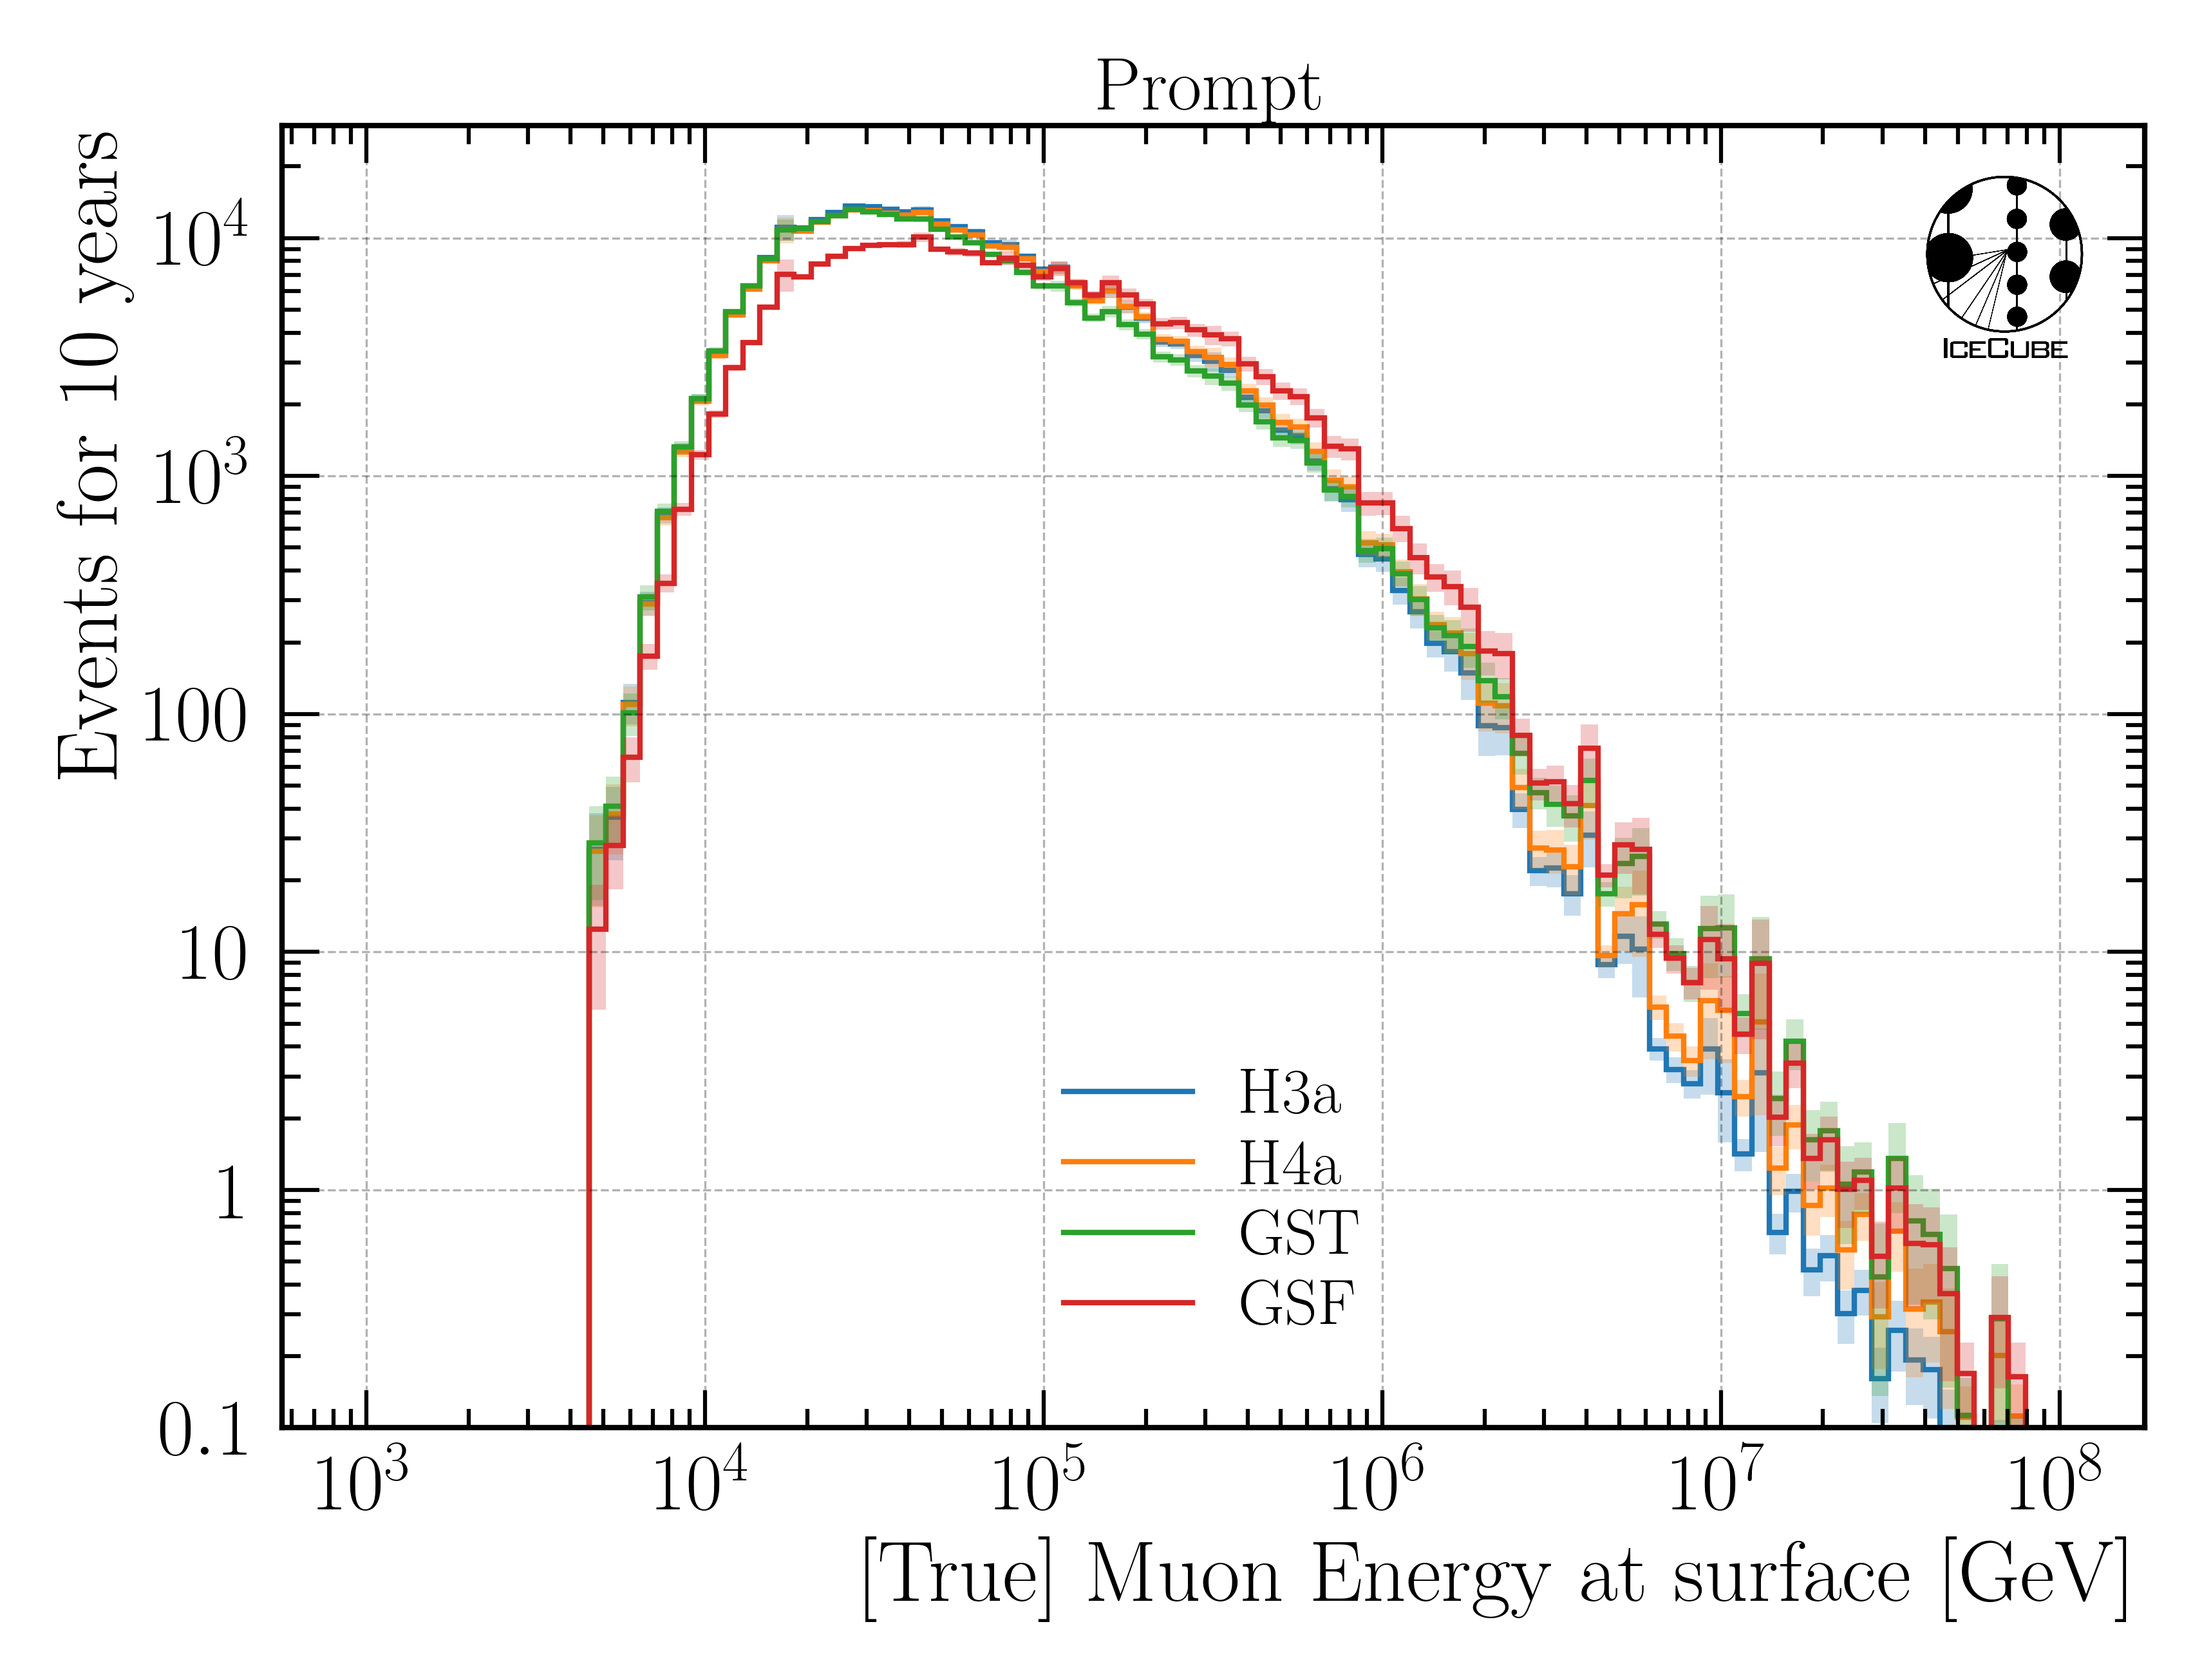 Prompt
Events for 10 years
10^4
10^3
100
10
1
0.1
ICECUBE
H3a
H4a
GST
GSF
10^3 10^4 10^5 10^6 10^7 10^8
[True] Muon Energy at surface [GeV]